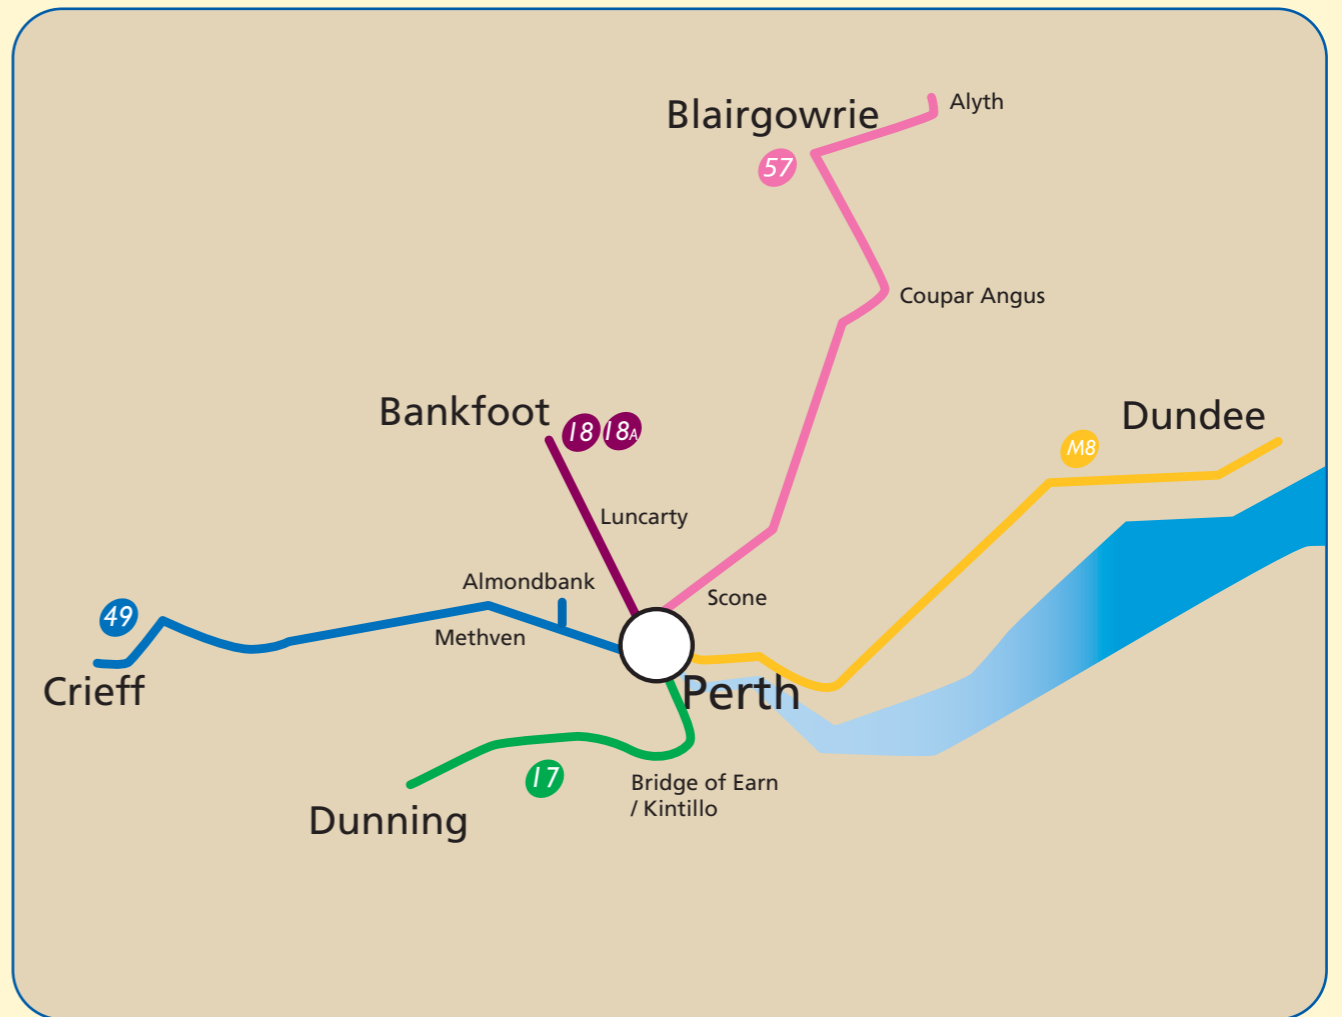 Alyth
Blairgowrie
57
Coupar Angus
Bankfoot
18 18A
Dundee
M8
Luncarty
Almondbank
Scone
49
Methven
Crieff
Perth
17
Bridge of Earn
/ Kintillo
Dunning